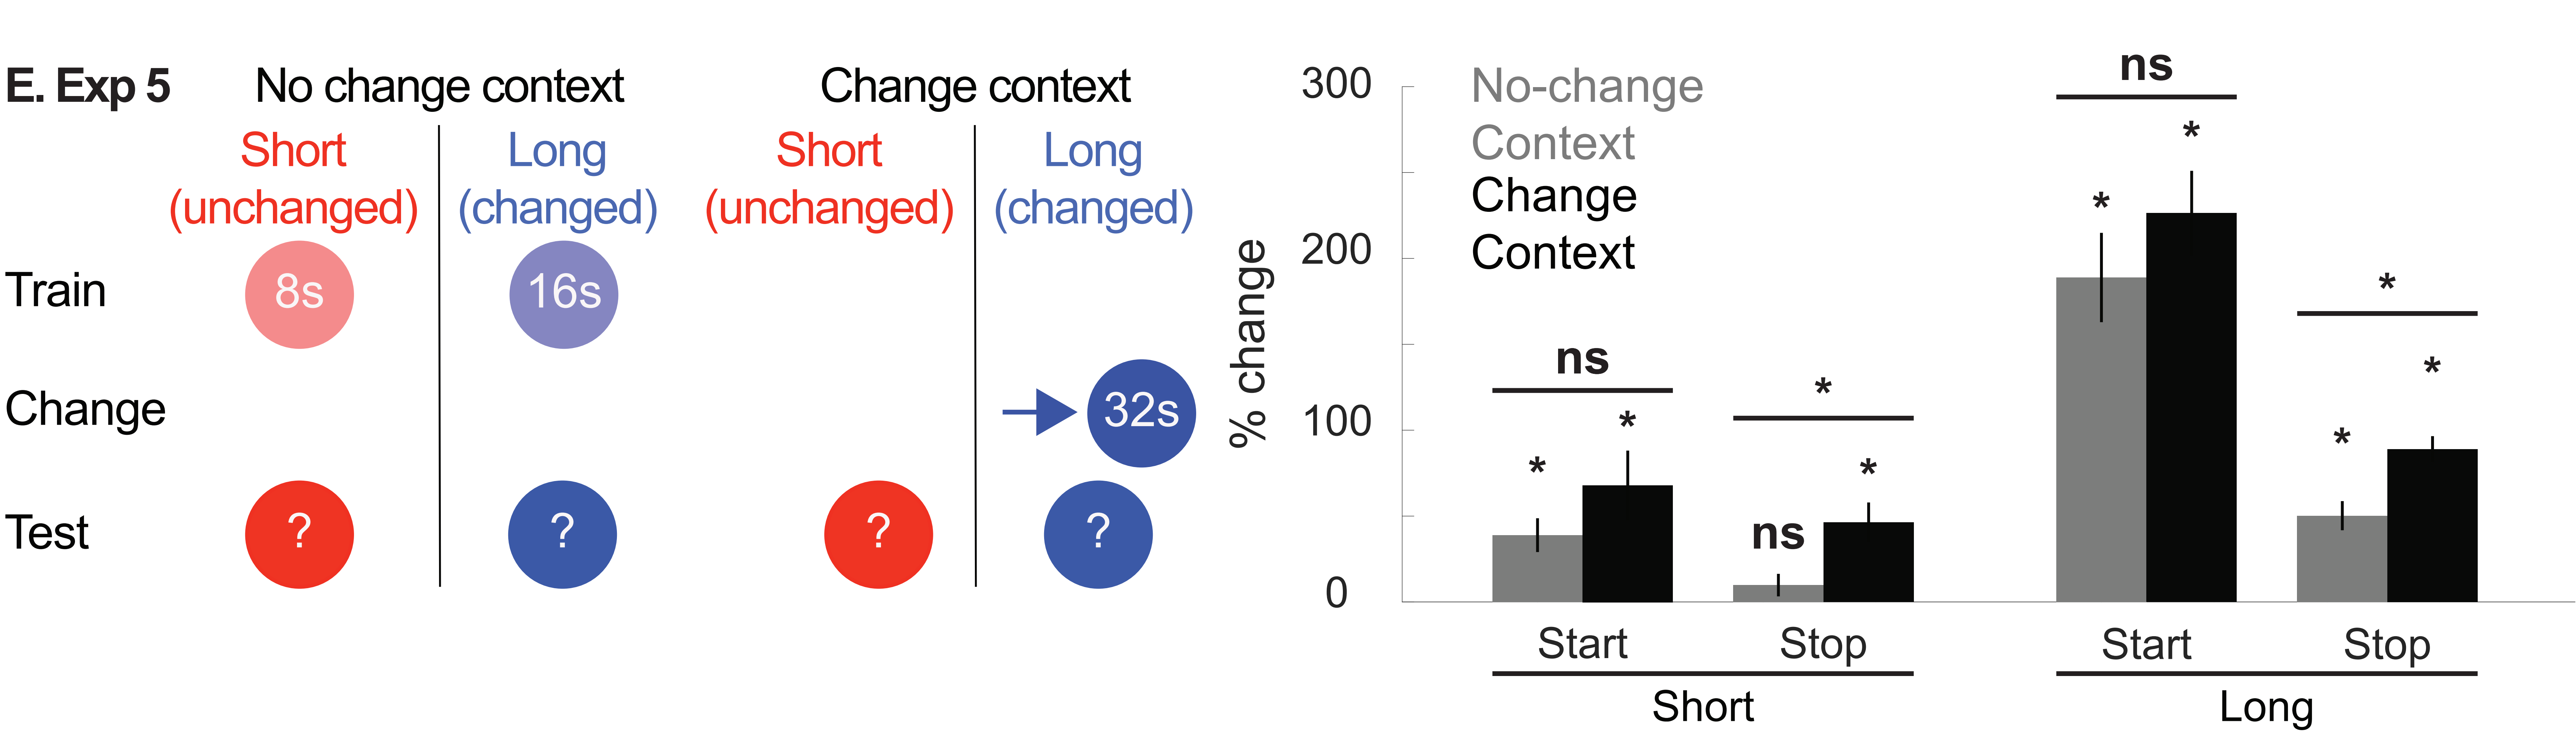 E. Exp 5
No change context
Change context
Short
(unchanged)
Long
(changed)
Short
(unchanged)
Long
(changed)
Train
8s
16s
Change
32s
Test
?
?
?
?
% change
300
200
100
0
No-change
Context
Change
Context
ns
*
*
*
ns
*
ns
*
*
*
*
*
Start
Stop
Start
Stop
Short
Long